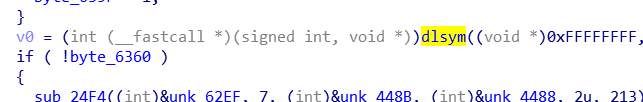 }
v0 = (int (__fastcall *)(signed int, void *))dlsym((void *)0xFFFFFFFF,
if ( !byte_6360 )
{
sub_24F4((int)&unk_62EF, 7, (int)&unk_448B, (int)&unk_4488, 2u, 213)